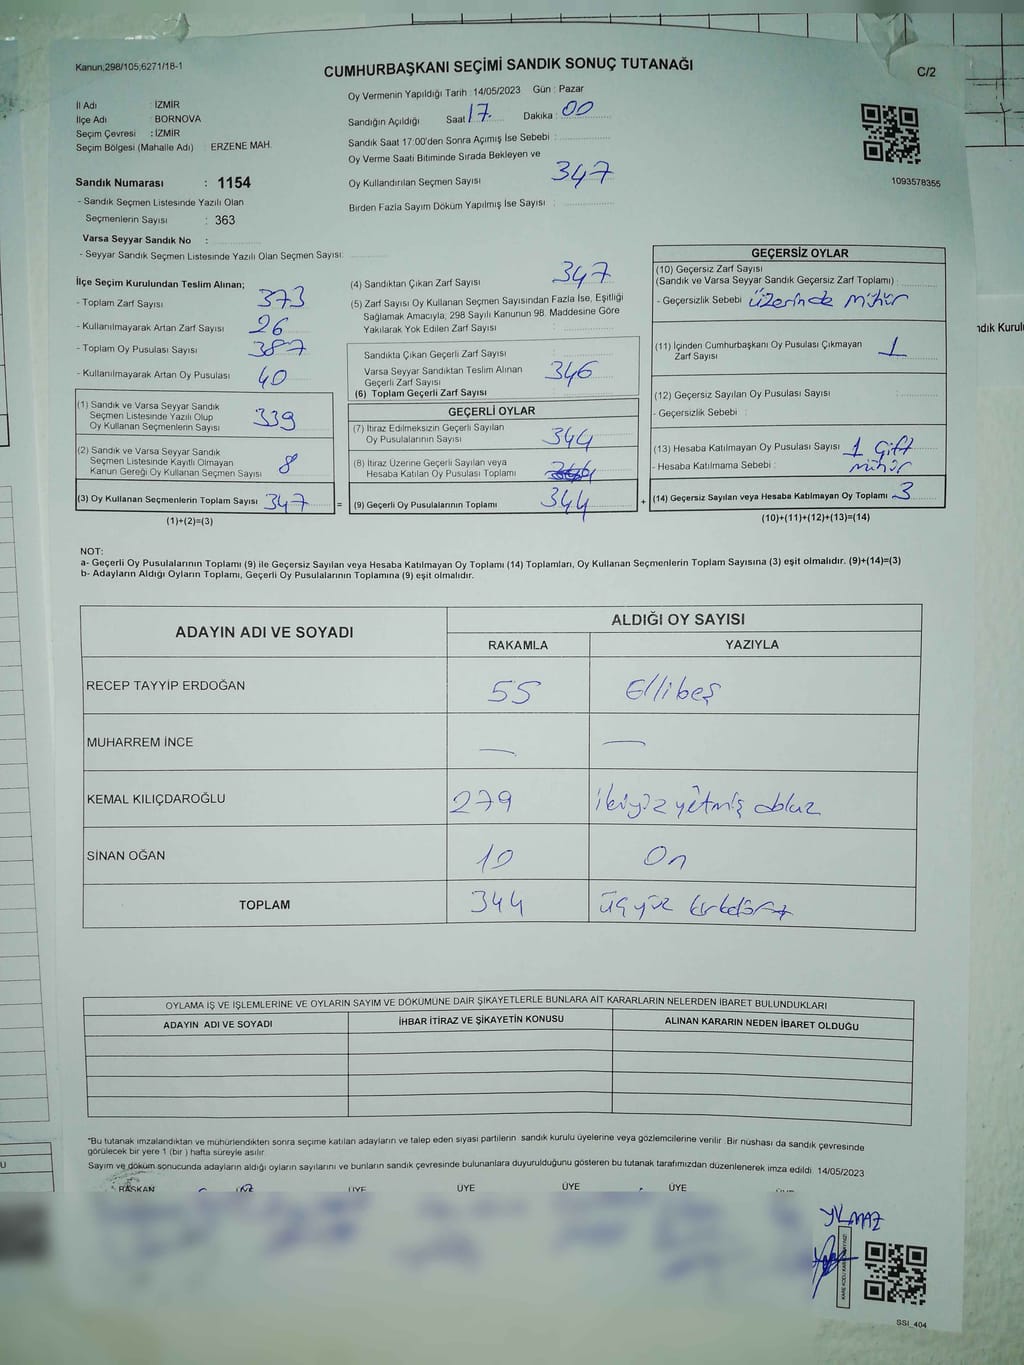 Kanun;298/105;6271/18-1
CUMHURBAŞKANI SEÇİMİ SANDIK SONUÇ TUTANAĞI
C/2
İl Adı : İZMİR
İlçe Adı : BORNOVA
Seçim Çevresi : İZMİR
Seçim Bölgesi (Mahalle Adı) : ERZENE MAH.
Sandık Numarası : 1154
- Sandık Seçmen Listesinde Yazılı Olan
Seçmenlerin Sayısı : 363
Varsa Seyyar Sandık No :
- Seyyar Sandık Seçmen Listesinde Yazılı Olan Seçmen Sayısı:
Oy Vermenin Yapıldığı Tarih : 14/05/2023 Gün : Pazar
Sandığın Açıldığı Saat : 17. Dakika : 00
Sandık Saat 17:00'den Sonra Açımış İse Sebebi :
Oy Verme Saati Bitiminde Sırada Bekleyen ve
Oy Kullandırılan Seçmen Sayısı 347
Birden Fazla Sayım Döküm Yapılmış İse Sayısı :
1093578355
İlçe Seçim Kurulundan Teslim Alınan;
- Toplam Zarf Sayısı 373
- Kullanılmayarak Artan Zarf Sayısı 26
- Toplam Oy Pusulası Sayısı 387
- Kullanılmayarak Artan Oy Pusulası 40
(1) Sandık ve Varsa Seyyar Sandık
Seçmen Listesinde Yazılı Olup
Oy Kullanan Seçmenlerin Sayısı 339
(2) Sandık ve Varsa Seyyar Sandık
Seçmen Listesinde Kayıtlı Olmayan
Kanun Gereği Oy Kullanan Seçmen Sayısı 8
(3) Oy Kullanan Seçmenlerin Toplam Sayısı 347
(1)+(2)=(3)
=
(4) Sandıktan Çıkan Zarf Sayısı 347
(5) Zarf Sayısı Oy Kullanan Seçmen Sayısından Fazla İse, Eşitliği
Sağlamak Amacıyla; 298 Sayılı Kanunun 98. Maddesine Göre
Yakılarak Yok Edilen Zarf Sayısı :
Sandıkta Çıkan Geçerli Zarf Sayısı :
Varsa Seyyar Sandıktan Teslim Alınan
Geçerli Zarf Sayısı 346
(6) Toplam Geçerli Zarf Sayısı
GEÇERLİ OYLAR
(7) İtiraz Edilmeksizin Geçerli Sayılan
Oy Pusulalarının Sayısı 344
(8) İtiraz Üzerine Geçerli Sayılan veya
Hesaba Katılan Oy Pusulası Toplamı
(9) Geçerli Oy Pusulalarının Toplamı 344
+
GEÇERSİZ OYLAR
(10) Geçersiz Zarf Sayısı
(Sandık ve Varsa Seyyar Sandık Geçersiz Zarf Toplamı) :
- Geçersizlik Sebebi : üzerinde mühür
(11) İçinden Cumhurbaşkanı Oy Pusulası Çıkmayan
Zarf Sayısı 1
(12) Geçersiz Sayılan Oy Pusulası Sayısı :
- Geçersizlik Sebebi :
(13) Hesaba Katılmayan Oy Pusulası Sayısı : 1 Çift
- Hesaba Katılmama Sebebi : mühür
(14) Geçersiz Sayılan veya Hesaba Katılmayan Oy Toplamı 3
(10)+(11)+(12)+(13)=(14)
NOT:
a- Geçerli Oy Pusulalarının Toplamı (9) ile Geçersiz Sayılan veya Hesaba Katılmayan Oy Toplamı (14) Toplamları, Oy Kullanan Seçmenlerin Toplam Sayısına (3) eşit olmalıdır. (9)+(14)=(3)
b- Adayların Aldığı Oyların Toplamı, Geçerli Oy Pusulalarının Toplamına (9) eşit olmalıdır.
ADAYIN ADI VE SOYADI
ALDIĞI OY SAYISI
RAKAMLA YAZIYLA
RECEP TAYYİP ERDOĞAN 55 Ellibeş
MUHARREM İNCE — —
KEMAL KILIÇDAROĞLU 279 ikiyüz yetmiş dokuz
SİNAN OĞAN 10 On
TOPLAM 344 üçyüz kırkdört
OYLAMA İŞ VE İŞLEMLERİNE VE OYLARIN SAYIM VE DÖKÜMÜNE DAİR ŞİKAYETLERLE BUNLARA AİT KARARLARIN NELERDEN İBARET BULUNDUKLARI
ADAYIN ADI VE SOYADI İHBAR İTİRAZ VE ŞİKAYETİN KONUSU ALINAN KARARIN NEDEN İBARET OLDUĞU
*Bu tutanak imzalandıktan ve mühürlendikten sonra seçime katılan adayların ve talep eden siyasi partilerin sandık kurulu üyelerine veya gözlemcilerine verilir. Bir nüshası da sandık çevresinde
görülecek bir yere 1 (bir) hafta süreyle asılır.
Sayım ve döküm sonucunda adayların aldığı oyların sayılarını ve bunların sandık çevresinde bulunanlara duyurulduğunu gösteren bu tutanak tarafımızdan düzenlenerek imza edildi. 14/05/2023
BAŞKAN ÜYE ÜYE ÜYE ÜYE
YILMAZ
SSI_404